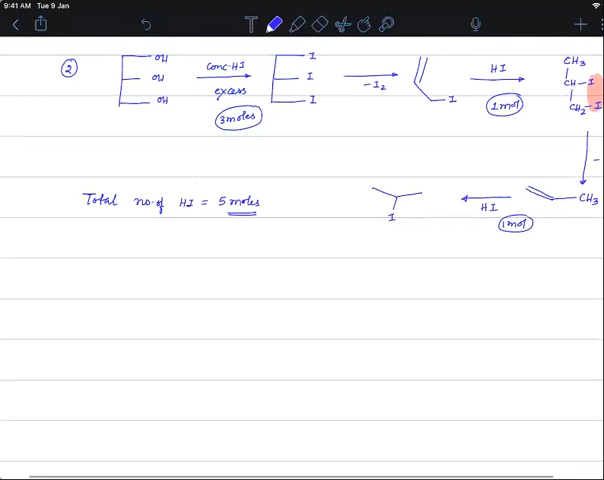 9:41 AM Tue 9 Jan
2 OH OH OH Conc·HI excess 3moles I I I -I2 I HI 1mol CH3 CH-I CH2-I
-
Total no·of HI = 5 moles I HI 1mol CH3